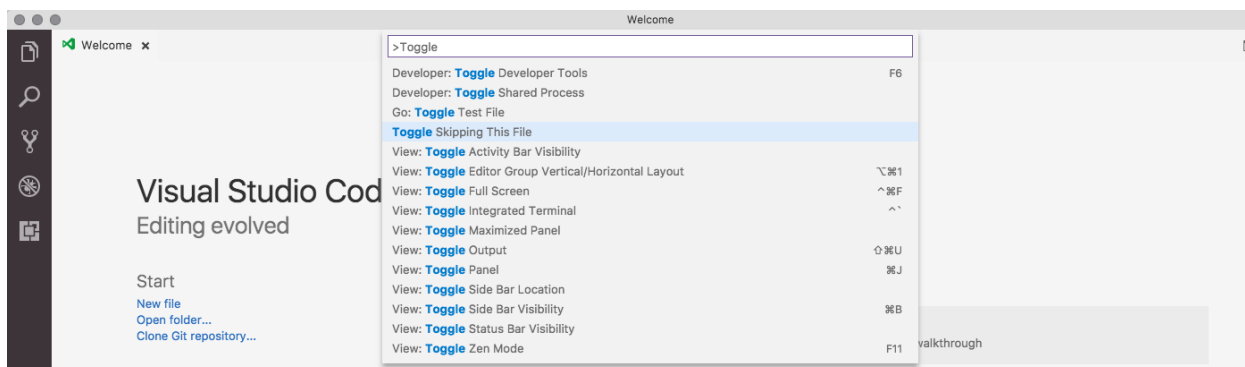 Welcome
Welcome ×
>Toggle
Developer: Toggle Developer Tools F6
Developer: Toggle Shared Process
Go: Toggle Test File
Toggle Skipping This File
View: Toggle Activity Bar Visibility
View: Toggle Editor Group Vertical/Horizontal Layout ⌥⌘1
View: Toggle Full Screen ^⌘F
View: Toggle Integrated Terminal ^`
View: Toggle Maximized Panel
View: Toggle Output ⇧⌘U
View: Toggle Panel ⌘J
View: Toggle Side Bar Location
View: Toggle Side Bar Visibility ⌘B
View: Toggle Status Bar Visibility
View: Toggle Zen Mode F11
Visual Studio Cod
Editing evolved
Start
New file
Open folder...
Clone Git repository...
walkthrough